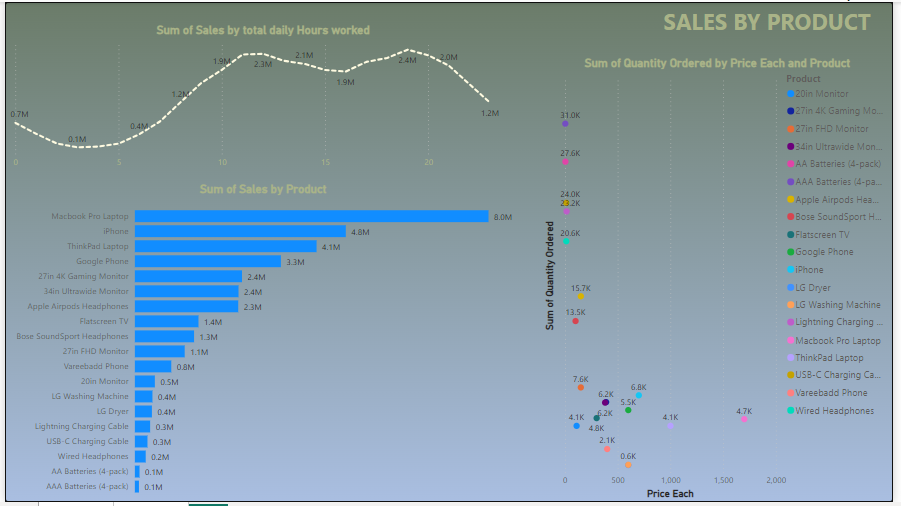 SALES BY PRODUCT
Sum of Sales by total daily Hours worked
0.7M
0.1M
0.4M
1.2M
1.9M
2.3M
2.1M
1.9M
2.4M
2.0M
1.2M
0
5
10
15
20
Sum of Sales by Product
Macbook Pro Laptop 8.0M
iPhone 4.8M
ThinkPad Laptop 4.1M
Google Phone 3.3M
27in 4K Gaming Monitor 2.4M
34in Ultrawide Monitor 2.4M
Apple Airpods Headphones 2.3M
Flatscreen TV 1.4M
Bose SoundSport Headphones 1.3M
27in FHD Monitor 1.1M
Vareebadd Phone 0.8M
20in Monitor 0.5M
LG Washing Machine 0.4M
LG Dryer 0.4M
Lightning Charging Cable 0.3M
USB-C Charging Cable 0.3M
Wired Headphones 0.2M
AA Batteries (4-pack) 0.1M
AAA Batteries (4-pack) 0.1M
Sum of Quantity Ordered by Price Each and Product
Sum of Quantity Ordered
31.0K
27.6K
24.0K
23.2K
20.6K
15.7K
13.5K
7.6K
6.2K
6.8K
5.5K
6.2K
4.1K
4.8K
4.1K
4.7K
2.1K
0.6K
0
500
1,000
1,500
2,000
Price Each
Product
20in Monitor
27in 4K Gaming Mo...
27in FHD Monitor
34in Ultrawide Mon...
AA Batteries (4-pack)
AAA Batteries (4-pa...
Apple Airpods Hea...
Bose SoundSport H...
Flatscreen TV
Google Phone
iPhone
LG Dryer
LG Washing Machine
Lightning Charging ...
Macbook Pro Laptop
ThinkPad Laptop
USB-C Charging Ca...
Vareebadd Phone
Wired Headphones